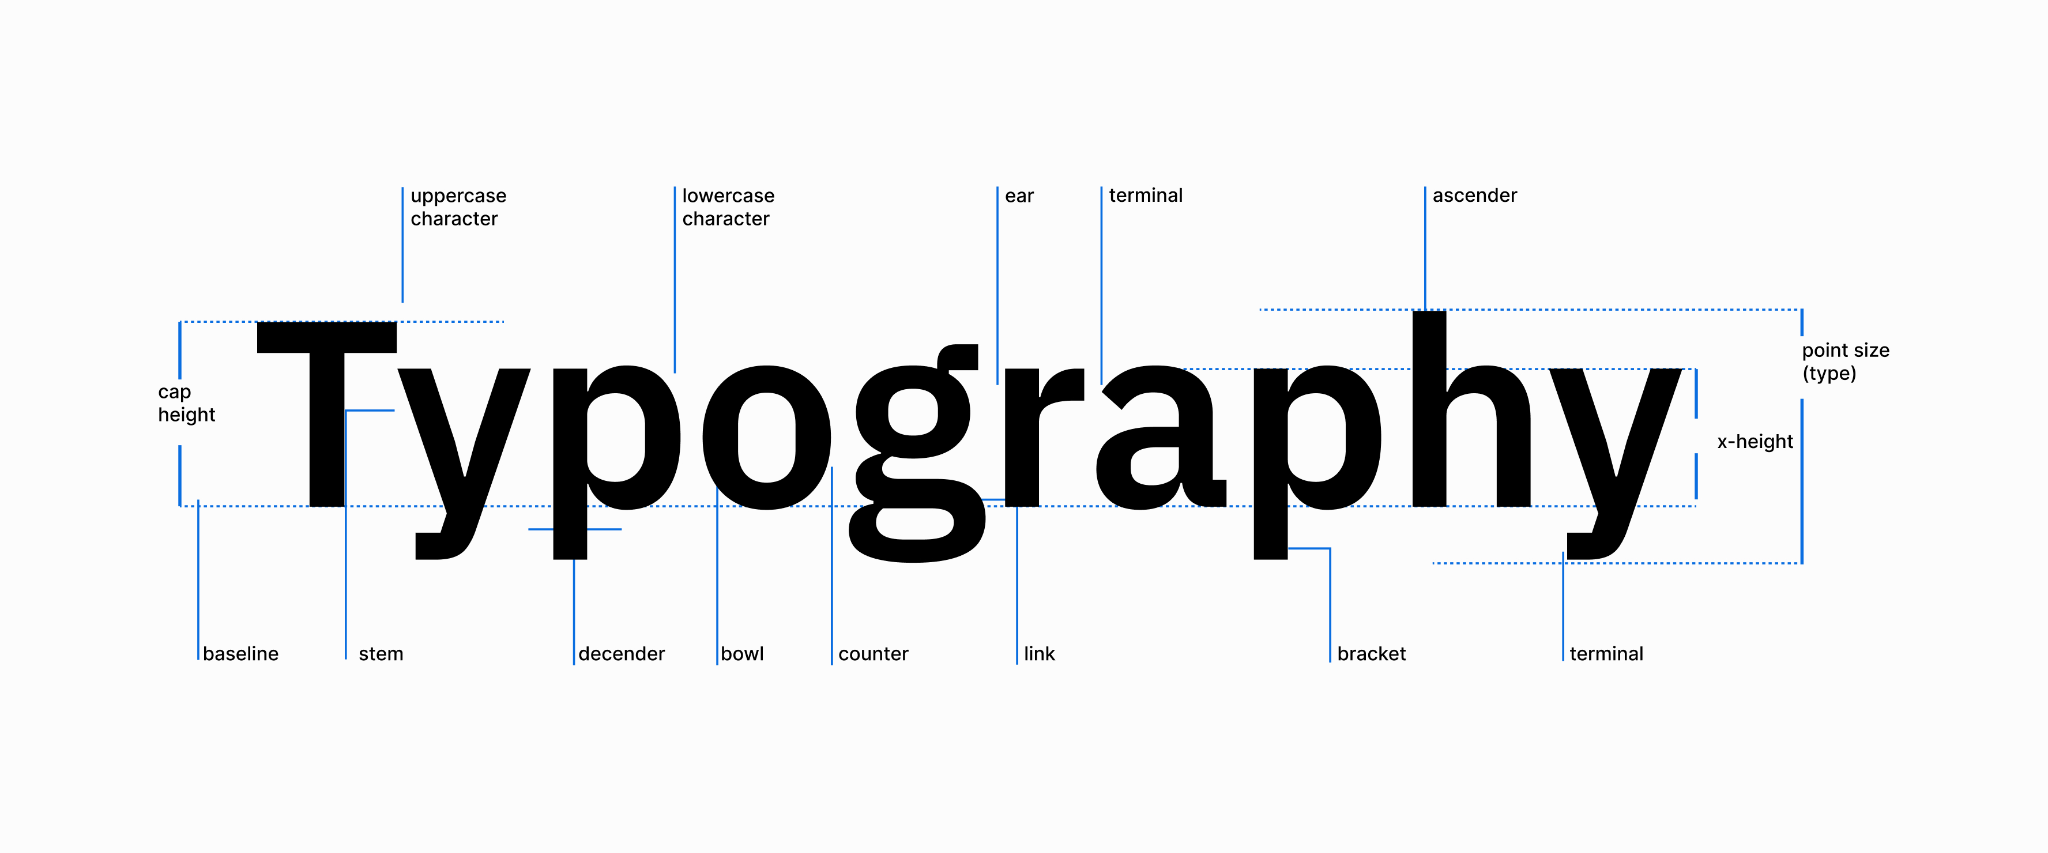 uppercase
character
lowercase
character
ear
terminal
ascender
Typography
cap
height
point size
(type)
x-height
baseline
stem
decender
bowl
counter
link
bracket
terminal